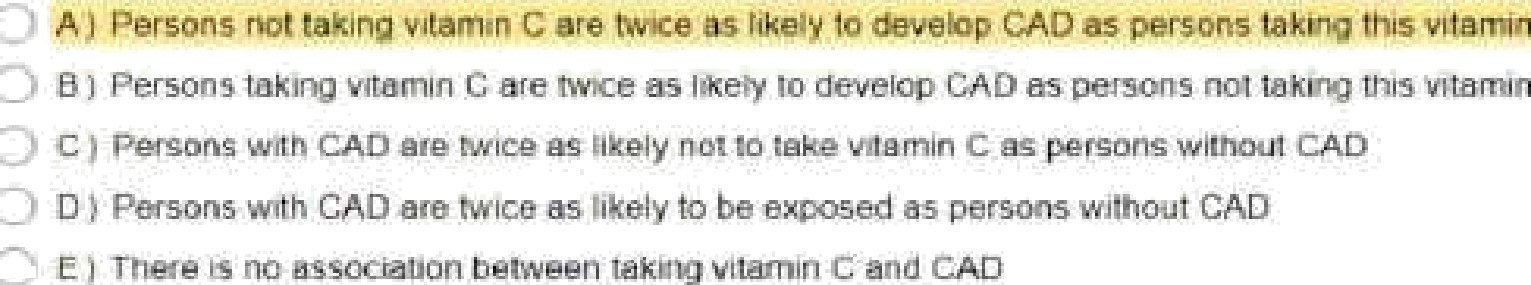 A) Persons not taking vitamin C are twice as likely to develop CAD as persons taking this vitamin
B) Persons taking vitamin C are twice as likely to develop CAD as persons not taking this vitamin
C) Persons with CAD are twice as likely not to take vitamin C as persons without CAD
D) Persons with CAD are twice as likely to be exposed as persons without CAD
E) There is no association between taking vitamin C and CAD